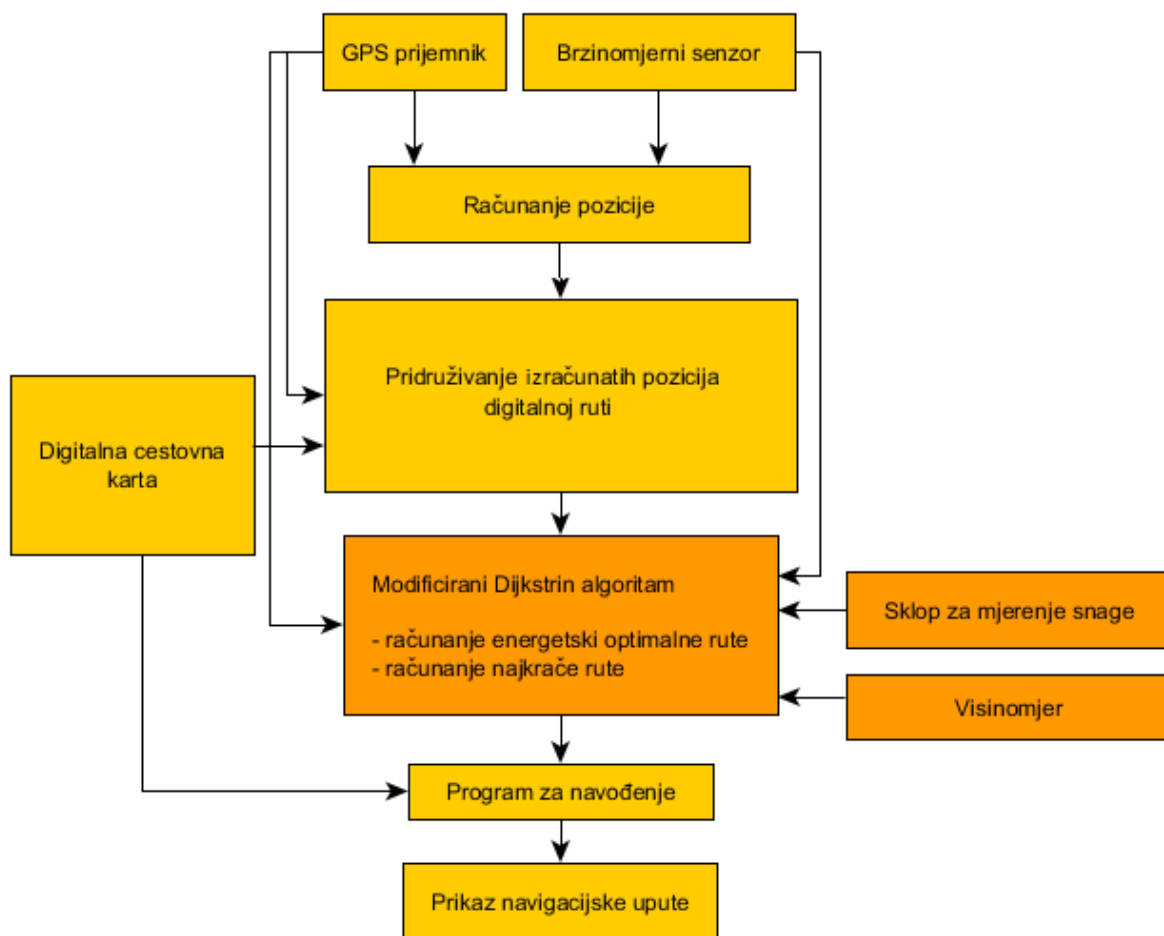 GPS prijemnik
Brzinomjerni senzor
Računanje pozicije
Pridruživanje izračunatih pozicija
digitalnoj ruti
Digitalna cestovna
karta
Modificirani Dijkstrin algoritam
- računanje energetski optimalne rute
- računanje najkrače rute
Sklop za mjerenje snage
Visinomjer
Program za navođenje
Prikaz navigacijske upute